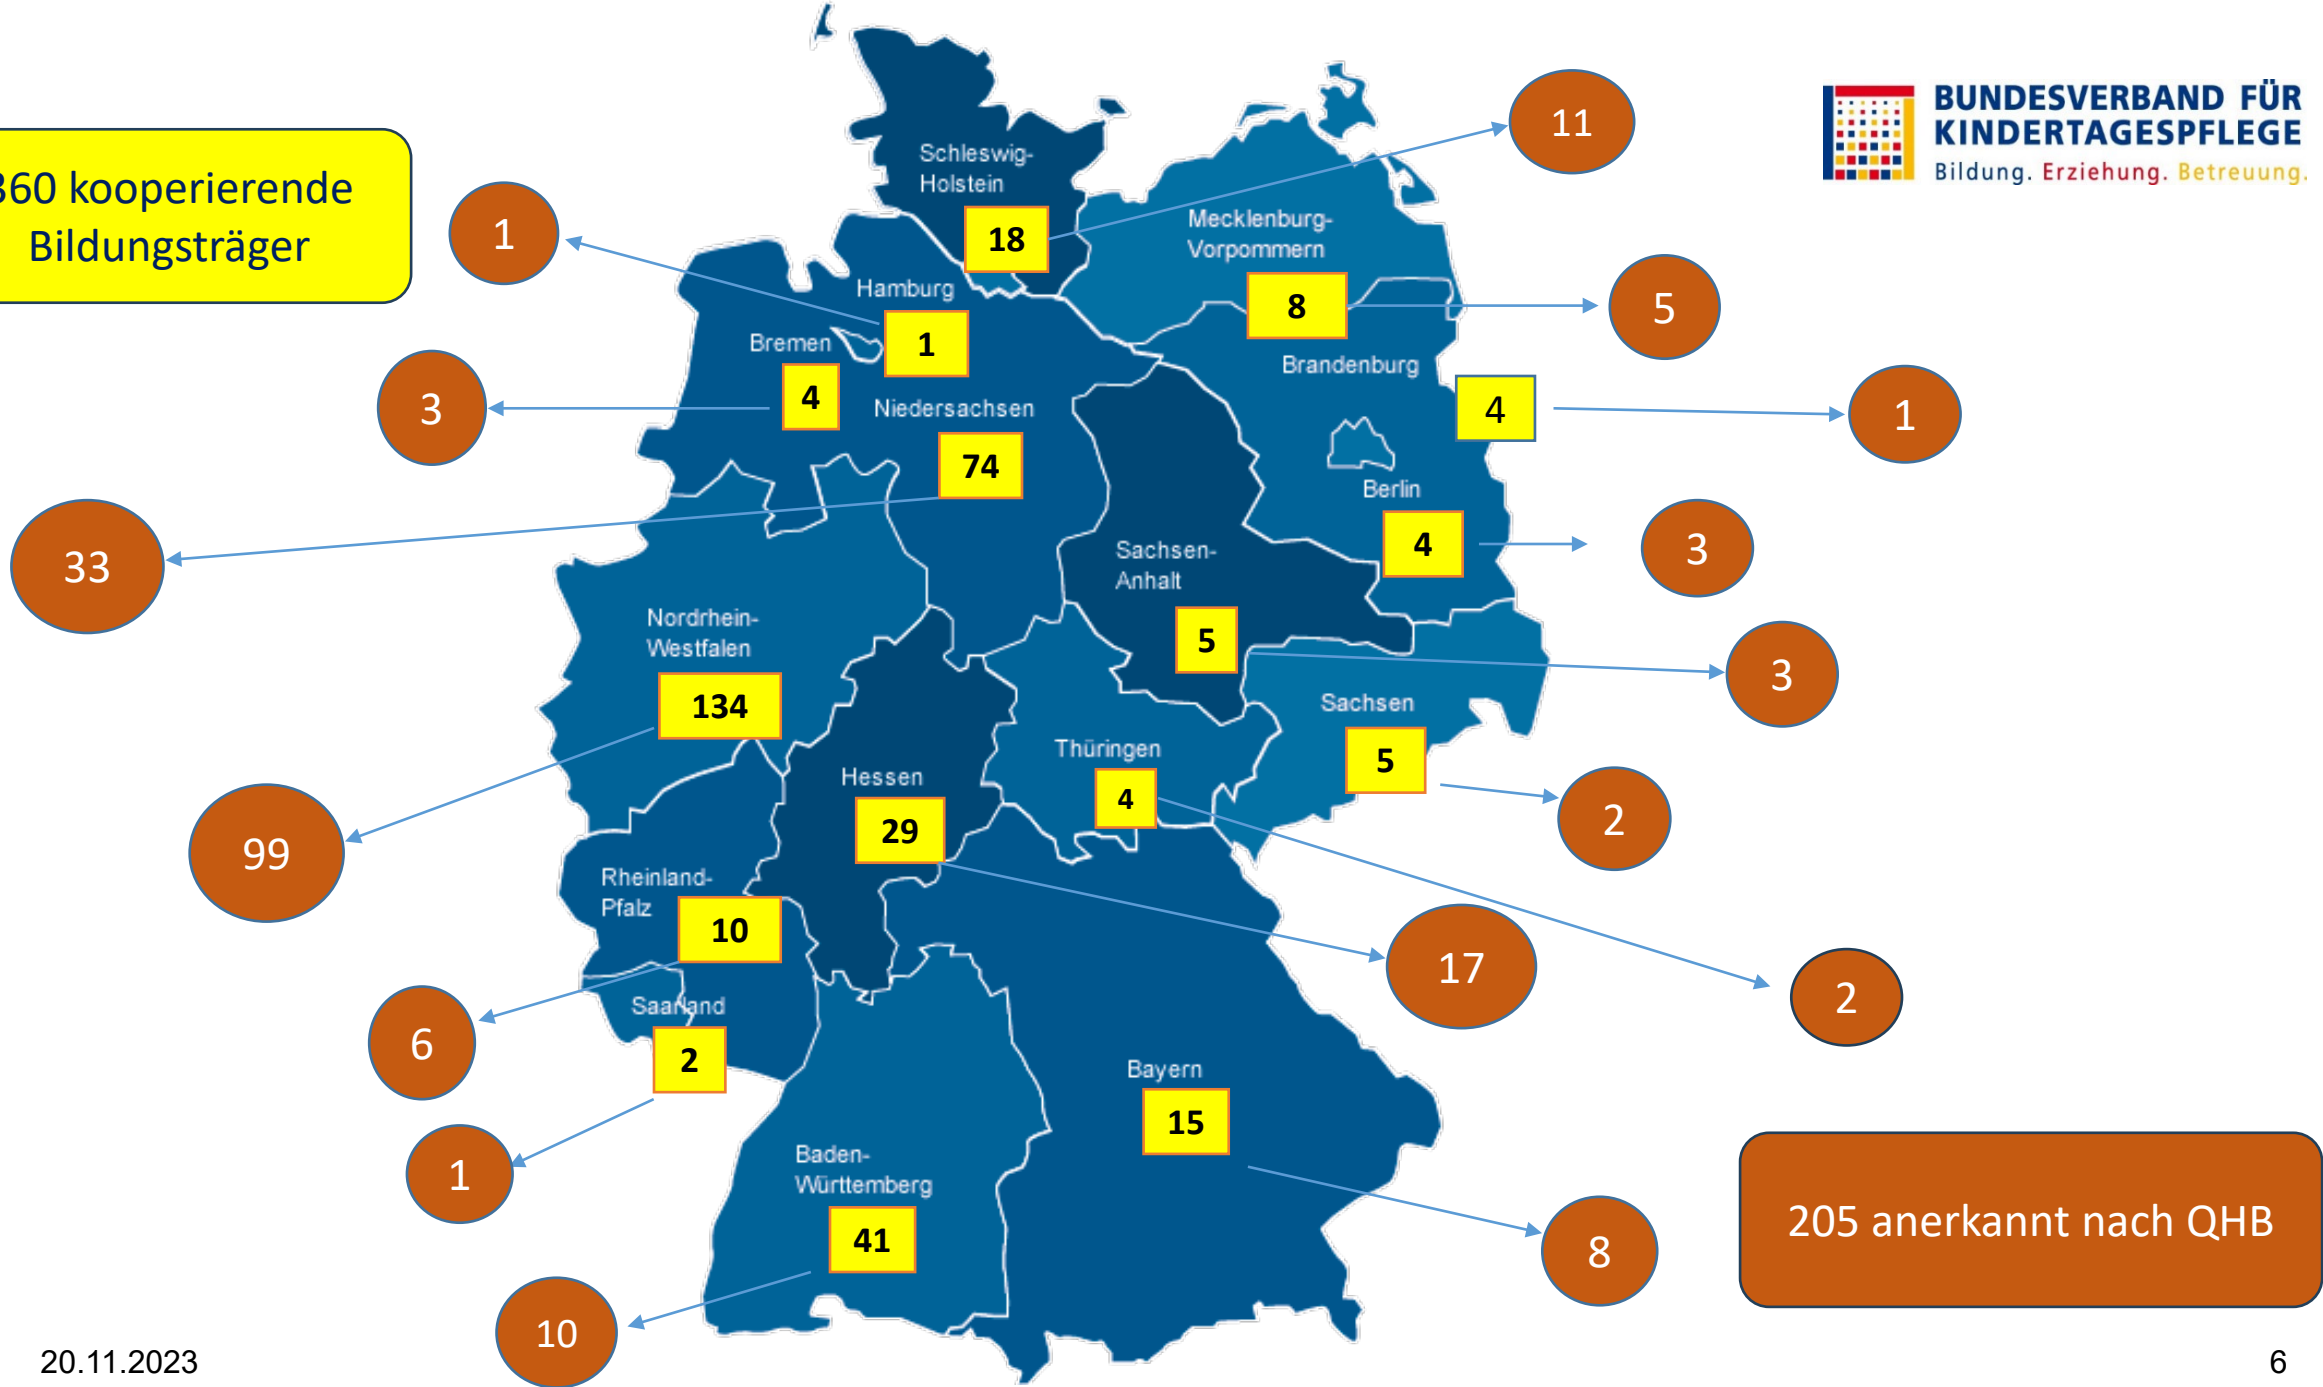 BUNDESVERBAND FÜR
KINDERTAGESPFLEGE
Bildung. Erziehung. Betreuung.
360 kooperierende
Bildungsträger
11
Schleswig-
Holstein
18
1
Mecklenburg-
Vorpommern
8
5
Hamburg
1
Bremen
4
3
Brandenburg
4
1
Niedersachsen
74
33
Berlin
4
3
Sachsen-
Anhalt
5
3
Nordrhein-
Westfalen
134
99
Sachsen
5
2
Thüringen
4
2
Hessen
29
17
Rheinland-
Pfalz
10
6
Saarland
2
1
Bayern
15
8
Baden-
Württemberg
41
10
205 anerkannt nach QHB
20.11.2023
6